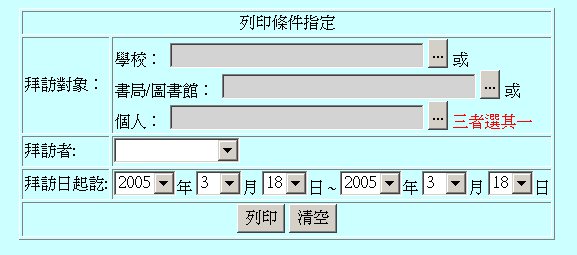 列印條件指定
拜訪對象： 學校： ... 或
書局/圖書館： ... 或
個人： ... 三者選其一
拜訪者:
拜訪日起訖: 2005 年 3 月 18 日 ~ 2005 年 3 月 18 日
列印 清空